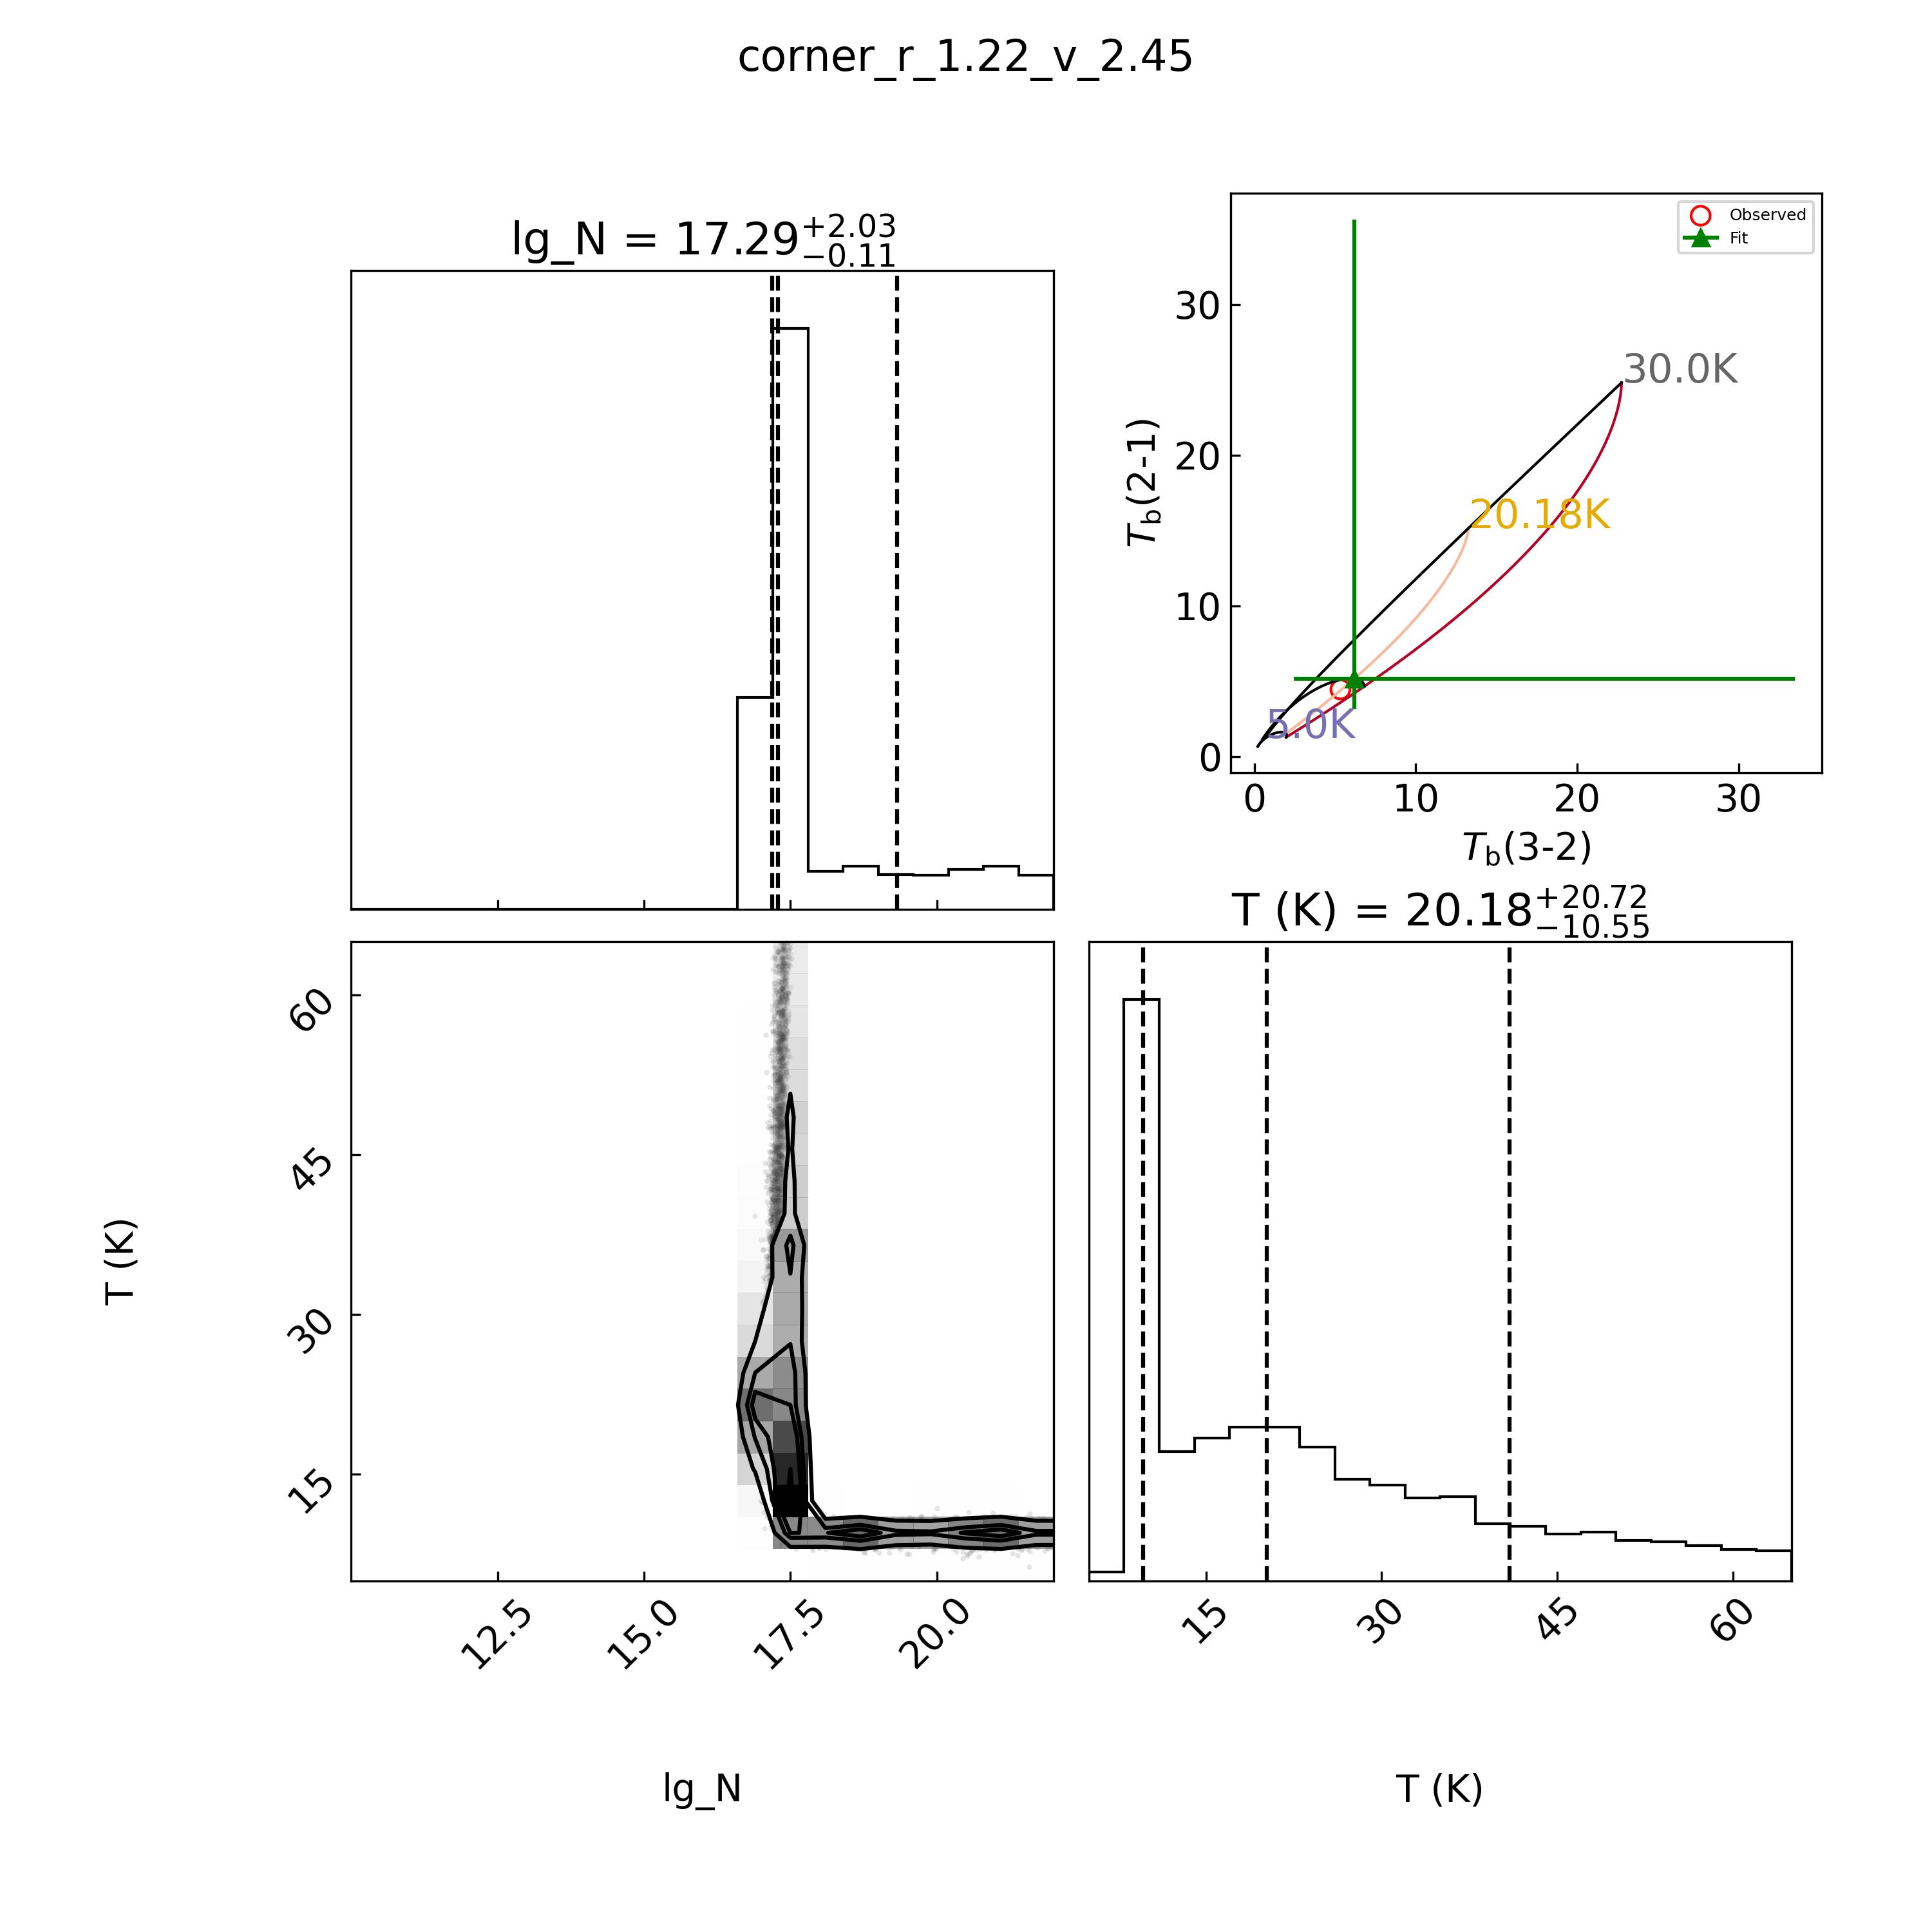 corner_r_1.22_v_2.45
lg_N = 17.29+2.03−0.11
Observed
Fit
30
20
10
0
Tb(2-1)
30.0K
20.18K
5.0K
0 10 20 30
Tb(3-2)
T (K) = 20.18+20.72−10.55
60
45
30
15
T (K)
12.5 15.0 17.5 20.0
15 30 45 60
lg_N
T (K)